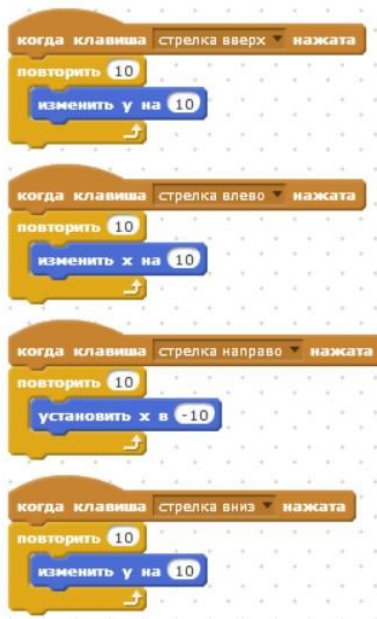 когда клавиша стрелка вверх нажата
повторить 10
изменить y на 10
когда клавиша стрелка влево нажата
повторить 10
изменить x на 10
когда клавиша стрелка направо нажата
повторить 10
установить x в -10
когда клавиша стрелка вниз нажата
повторить 10
изменить y на 10